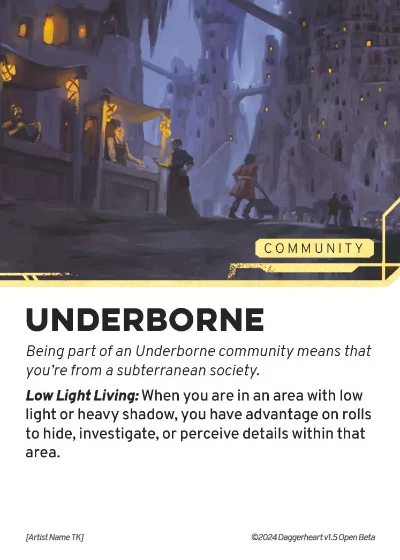 COMMUNITY
UNDERBORNE
Being part of an Underborne community means that
you're from a subterranean society.
Low Light Living: When you are in an area with low
light or heavy shadow, you have advantage on rolls
to hide, investigate, or perceive details within that
area.
[Artist Name TK]
©2024 Daggerheart v1.5 Open Beta